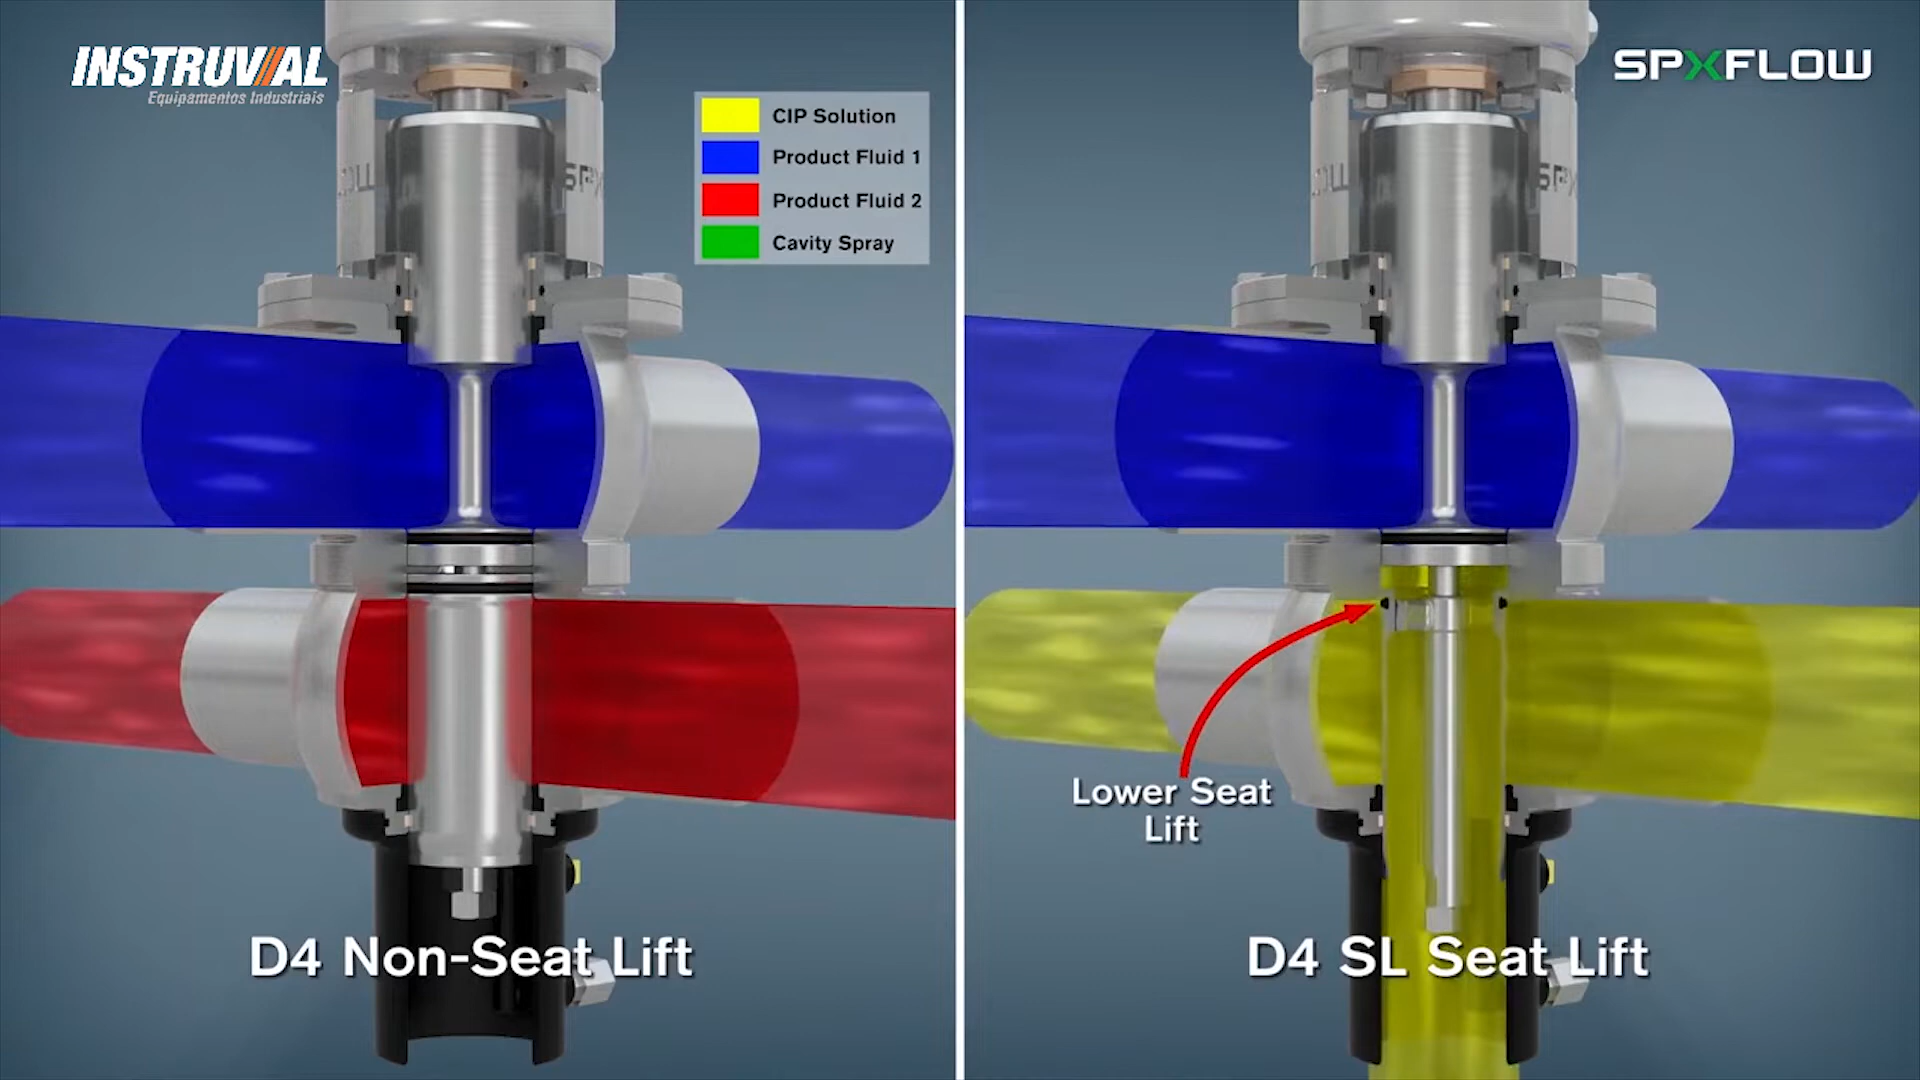 INSTRUVAL
Equipamentos Industriais
SPXFLOW
CIP Solution
Product Fluid 1
Product Fluid 2
Cavity Spray
Lower Seat
Lift
D4 Non-Seat Lift
D4 SL Seat Lift